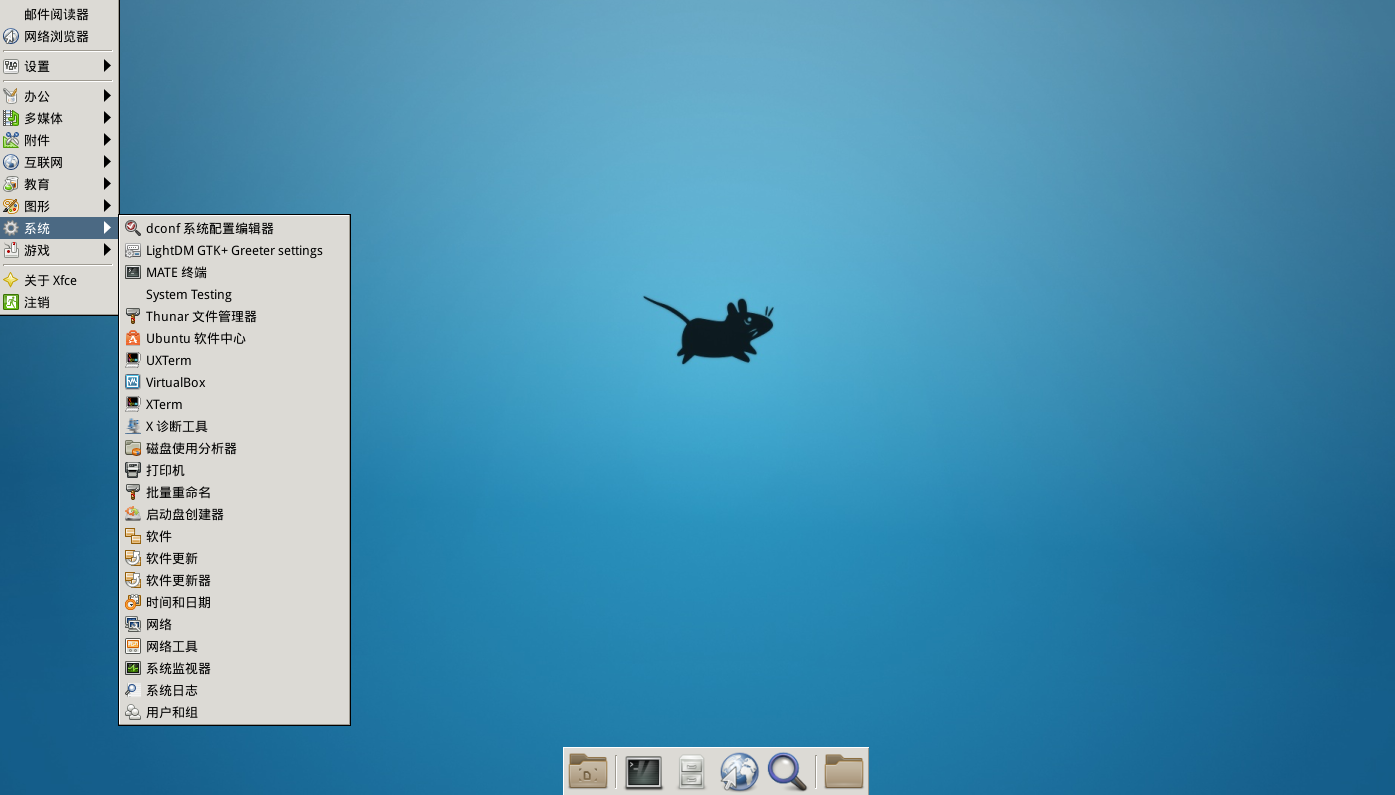 邮件阅读器
网络浏览器
设置
办公
多媒体
附件
互联网
教育
图形
系统
游戏
关于 Xfce
注销
dconf 系统配置编辑器
LightDM GTK+ Greeter settings
MATE 终端
System Testing
Thunar 文件管理器
Ubuntu 软件中心
UXTerm
VirtualBox
XTerm
X 诊断工具
磁盘使用分析器
打印机
批量重命名
启动盘创建器
软件
软件更新
软件更新器
时间和日期
网络
网络工具
系统监视器
系统日志
用户和组